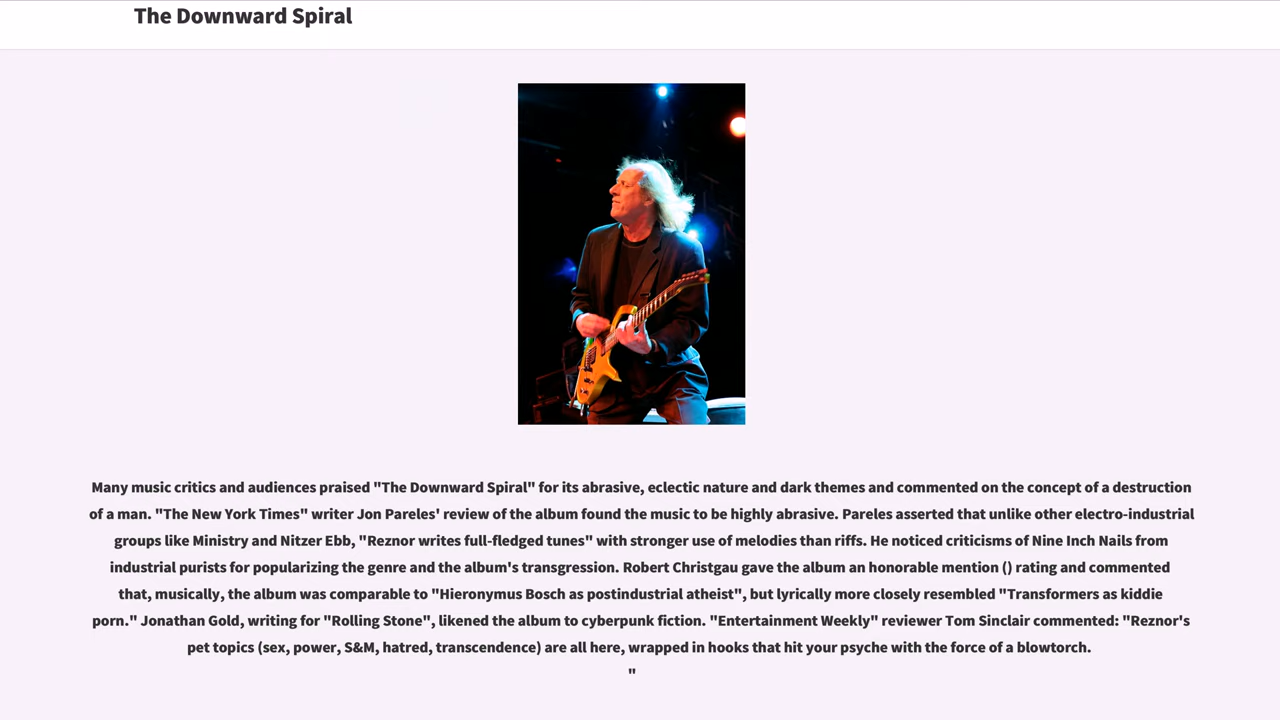 The Downward Spiral
Many music critics and audiences praised "The Downward Spiral" for its abrasive, eclectic nature and dark themes and commented on the concept of a destruction
of a man. "The New York Times" writer Jon Pareles' review of the album found the music to be highly abrasive. Pareles asserted that unlike other electro-industrial
groups like Ministry and Nitzer Ebb, "Reznor writes full-fledged tunes" with stronger use of melodies than riffs. He noticed criticisms of Nine Inch Nails from
industrial purists for popularizing the genre and the album's transgression. Robert Christgau gave the album an honorable mention () rating and commented
that, musically, the album was comparable to "Hieronymus Bosch as postindustrial atheist", but lyrically more closely resembled "Transformers as kiddie
porn." Jonathan Gold, writing for "Rolling Stone", likened the album to cyberpunk fiction. "Entertainment Weekly" reviewer Tom Sinclair commented: "Reznor's
pet topics (sex, power, S&M, hatred, transcendence) are all here, wrapped in hooks that hit your psyche with the force of a blowtorch.
"